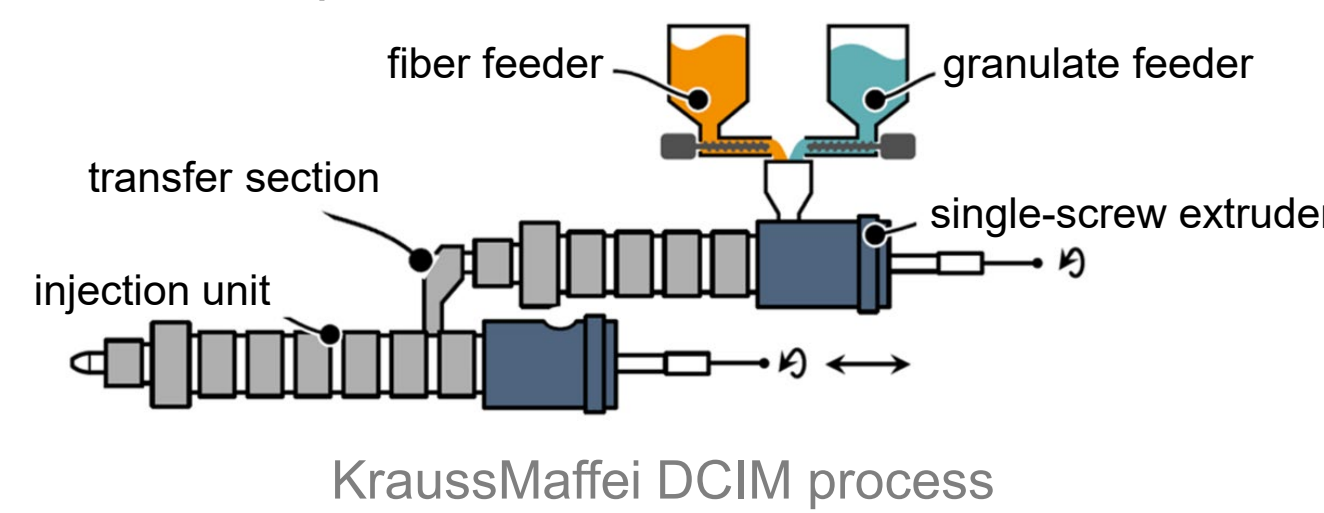 fiber feeder
granulate feeder
transfer section
single-screw extruder
injection unit
KraussMaffei DCIM process